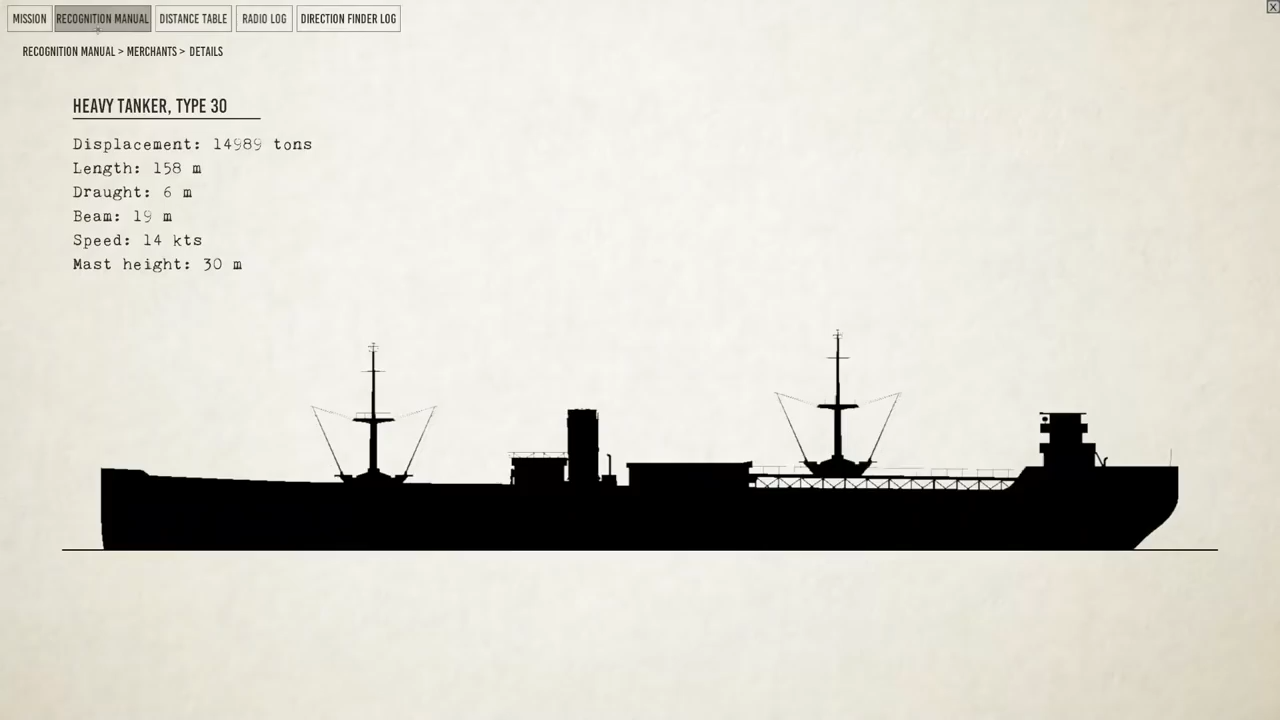 MISSION RECOGNITION MANUAL DISTANCE TABLE RADIO LOG DIRECTION FINDER LOG X
RECOGNITION MANUAL > MERCHANTS > DETAILS
HEAVY TANKER, TYPE 30
Displacement: 14989 tons
Length: 158 m
Draught: 6 m
Beam: 19 m
Speed: 14 kts
Mast height: 30 m